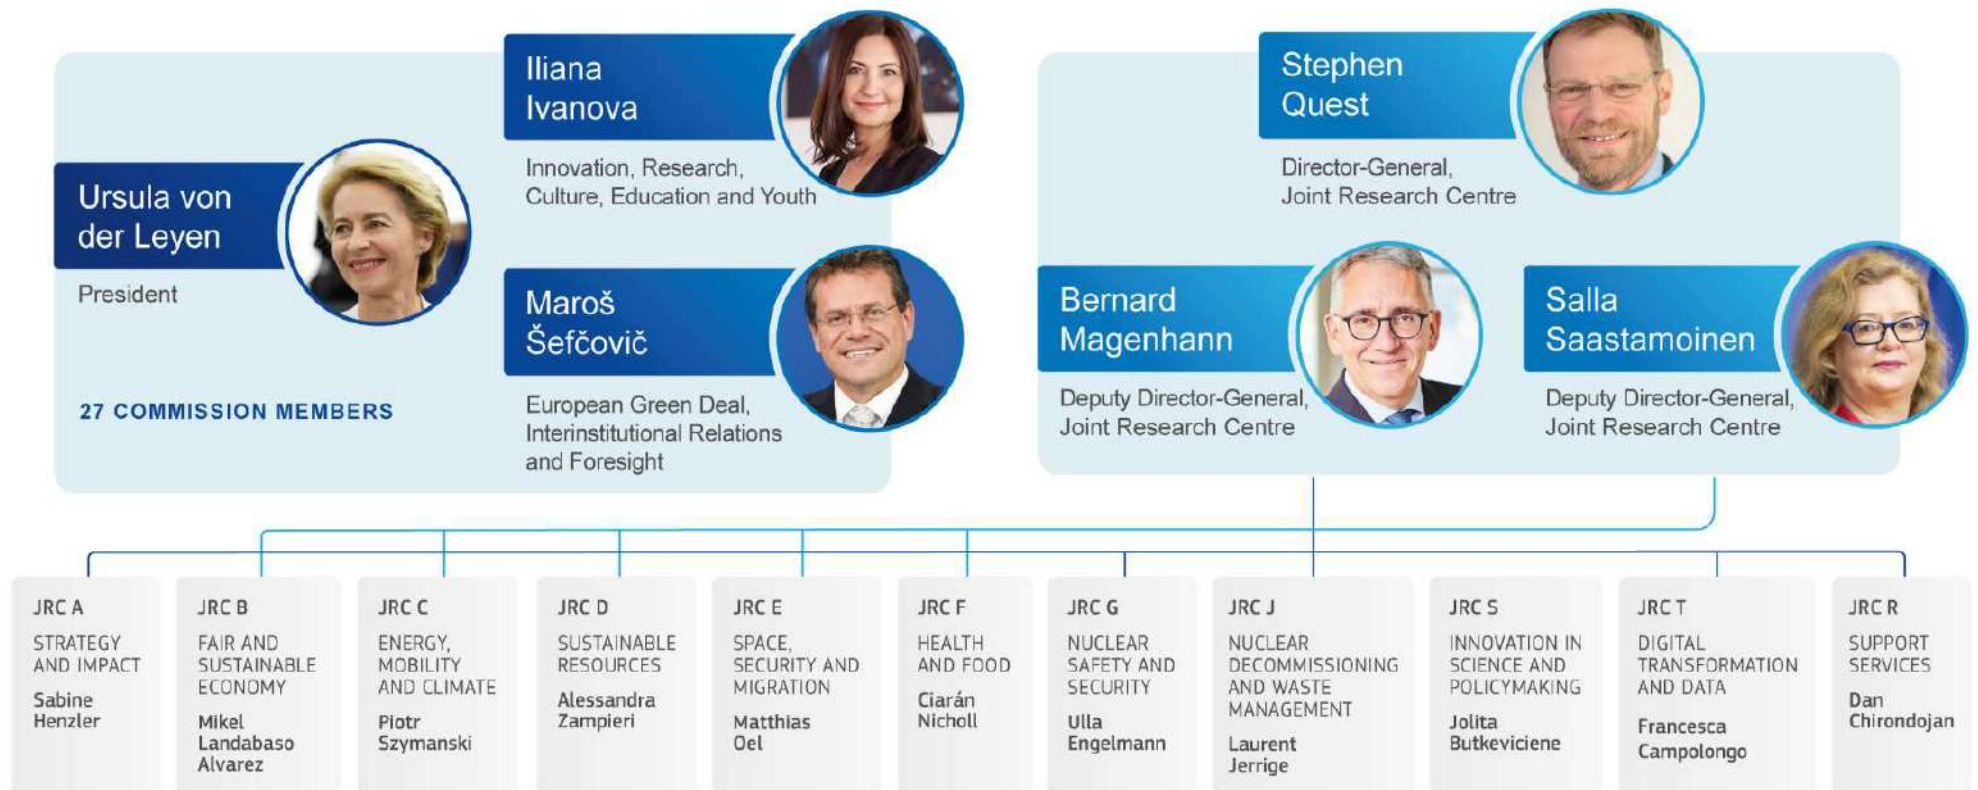 Ursula von
der Leyen
President
27 COMMISSION MEMBERS
Iliana
Ivanova
Innovation, Research,
Culture, Education and Youth
Maroš
Šefčovič
European Green Deal,
Interinstitutional Relations
and Foresight
Stephen
Quest
Director-General,
Joint Research Centre
Bernard
Magenhann
Deputy Director-General,
Joint Research Centre
Salla
Saastamoinen
Deputy Director-General,
Joint Research Centre
JRC A
STRATEGY
AND IMPACT
Sabine
Henzler
JRC B
FAIR AND
SUSTAINABLE
ECONOMY
Mikel
Landabaso
Alvarez
JRC C
ENERGY,
MOBILITY
AND CLIMATE
Piotr
Szymanski
JRC D
SUSTAINABLE
RESOURCES
Alessandra
Zampieri
JRC E
SPACE,
SECURITY AND
MIGRATION
Matthias
Oel
JRC F
HEALTH
AND FOOD
Ciarán
Nicholl
JRC G
NUCLEAR
SAFETY AND
SECURITY
Ulla
Engelmann
JRC J
NUCLEAR
DECOMMISSIONING
AND WASTE
MANAGEMENT
Laurent
Jerrige
JRC S
INNOVATION IN
SCIENCE AND
POLICYMAKING
Jolita
Butkeviciene
JRC T
DIGITAL
TRANSFORMATION
AND DATA
Francesca
Campolongo
JRC R
SUPPORT
SERVICES
Dan
Chirondojan